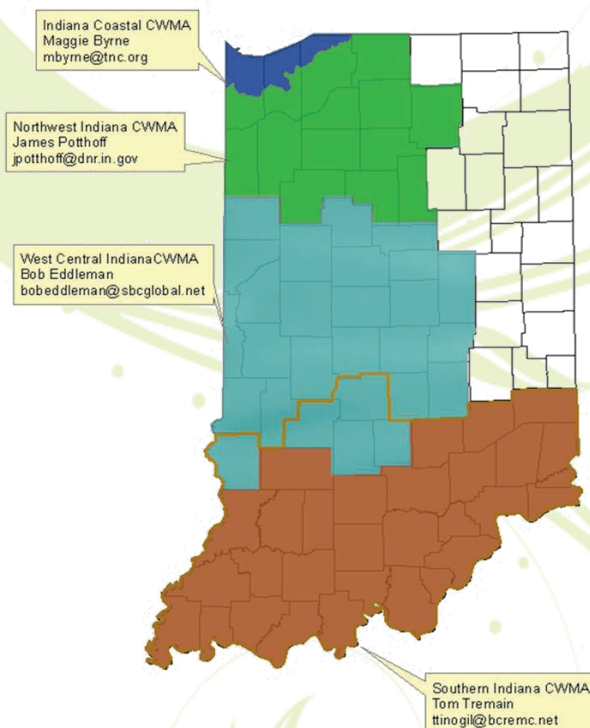 Indiana Coastal CWMA
Maggie Byrne
mbyrne@tnc.org
Northwest Indiana CWMA
James Potthoff
jpotthoff@dnr.in.gov
West Central IndianaCWMA
Bob Eddleman
bobeddleman@sbcglobal.net
Southern Indiana CWMA
Tom Tremain
ttinogil@bcremc.net